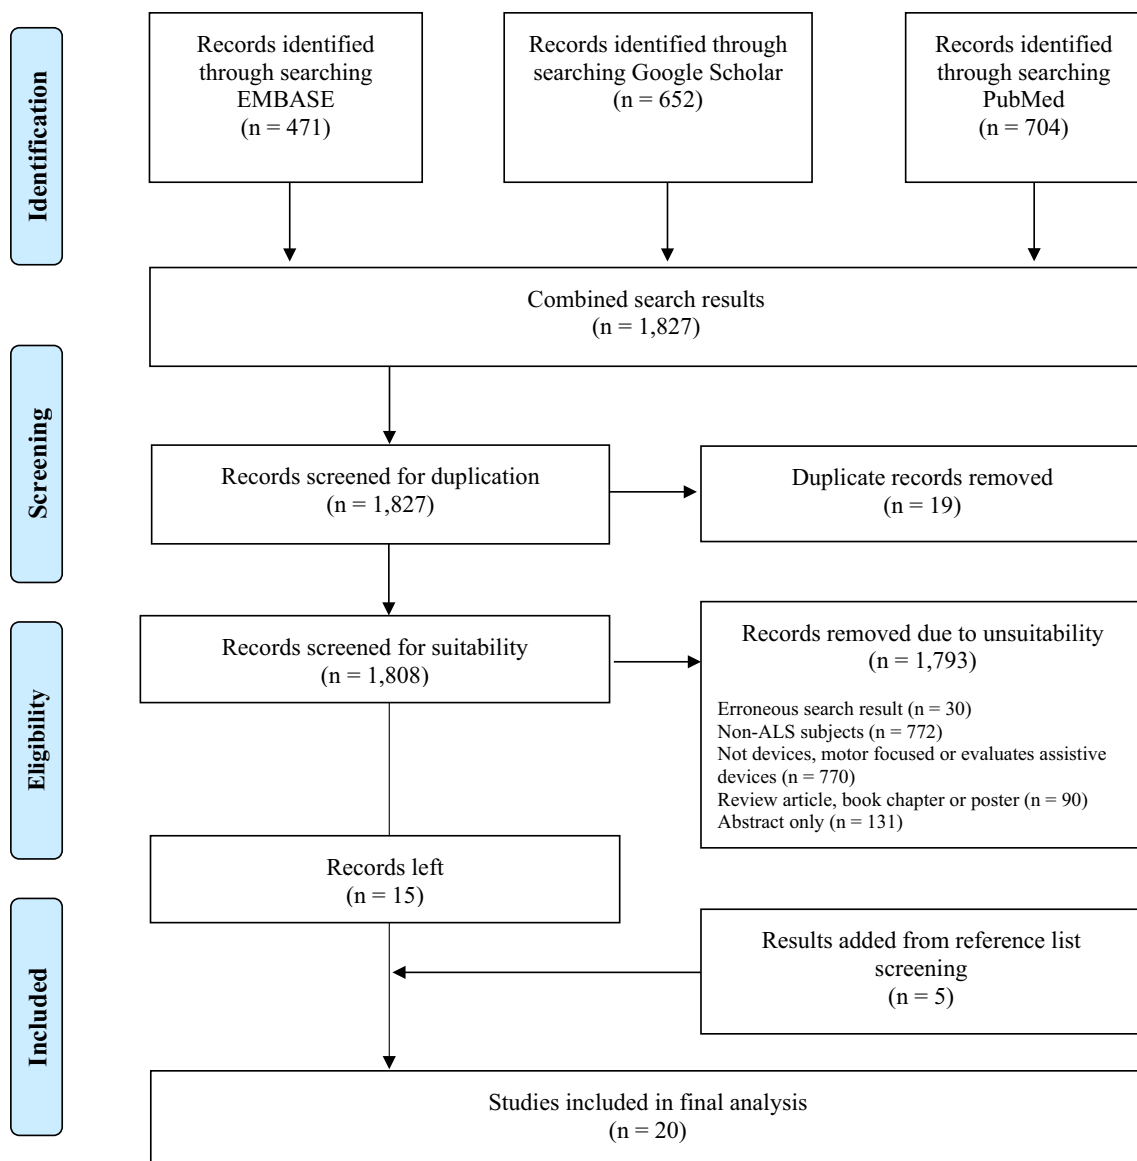 Identification
Records identified
through searching
EMBASE
(n = 471)
Records identified through
searching Google Scholar
(n = 652)
Records identified
through searching
PubMed
(n = 704)
Combined search results
(n = 1,827)
Screening
Records screened for duplication
(n = 1,827)
Duplicate records removed
(n = 19)
Eligibility
Records screened for suitability
(n = 1,808)
Records removed due to unsuitability
(n = 1,793)
Erroneous search result (n = 30)
Non-ALS subjects (n = 772)
Not devices, motor focused or evaluates assistive
devices (n = 770)
Review article, book chapter or poster (n = 90)
Abstract only (n = 131)
Records left
(n = 15)
Included
Results added from reference list
screening
(n = 5)
Studies included in final analysis
(n = 20)